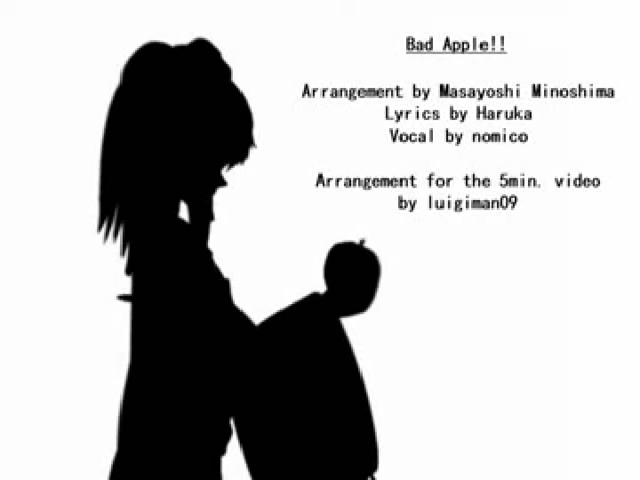 Bad Apple!!
Arrangement by Masayoshi Minoshima
Lyrics by Haruka
Vocal by nomico
Arrangement for the 5min. video
by luigiman09